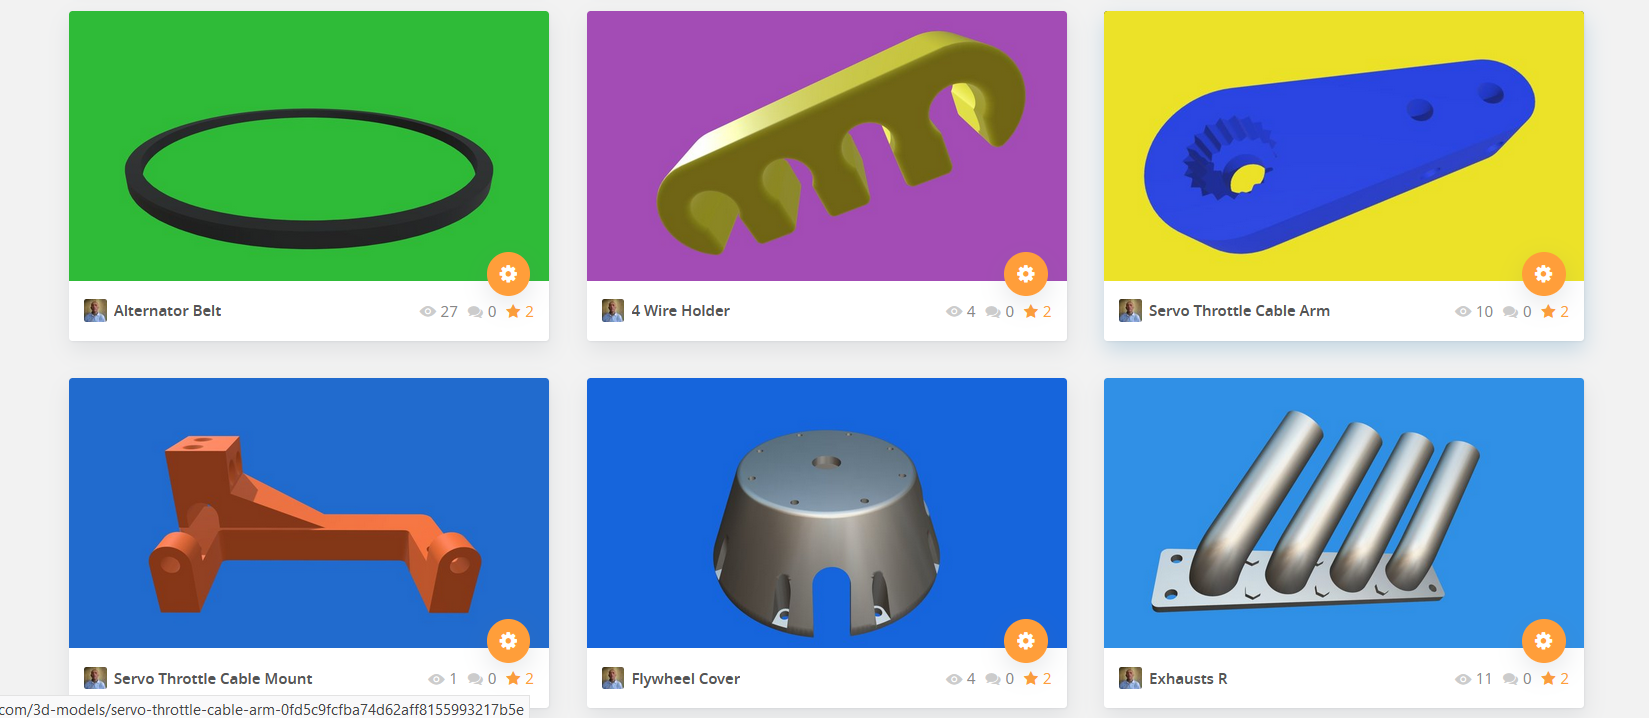 Alternator Belt 27 0 2
4 Wire Holder 4 0 2
Servo Throttle Cable Arm 10 0 2
Servo Throttle Cable Mount 1 0 2
Flywheel Cover 4 0 2
Exhausts R 11 0 2
com/3d-models/servo-throttle-cable-arm-0fd5c9fcfba74d62aff8155993217b5e